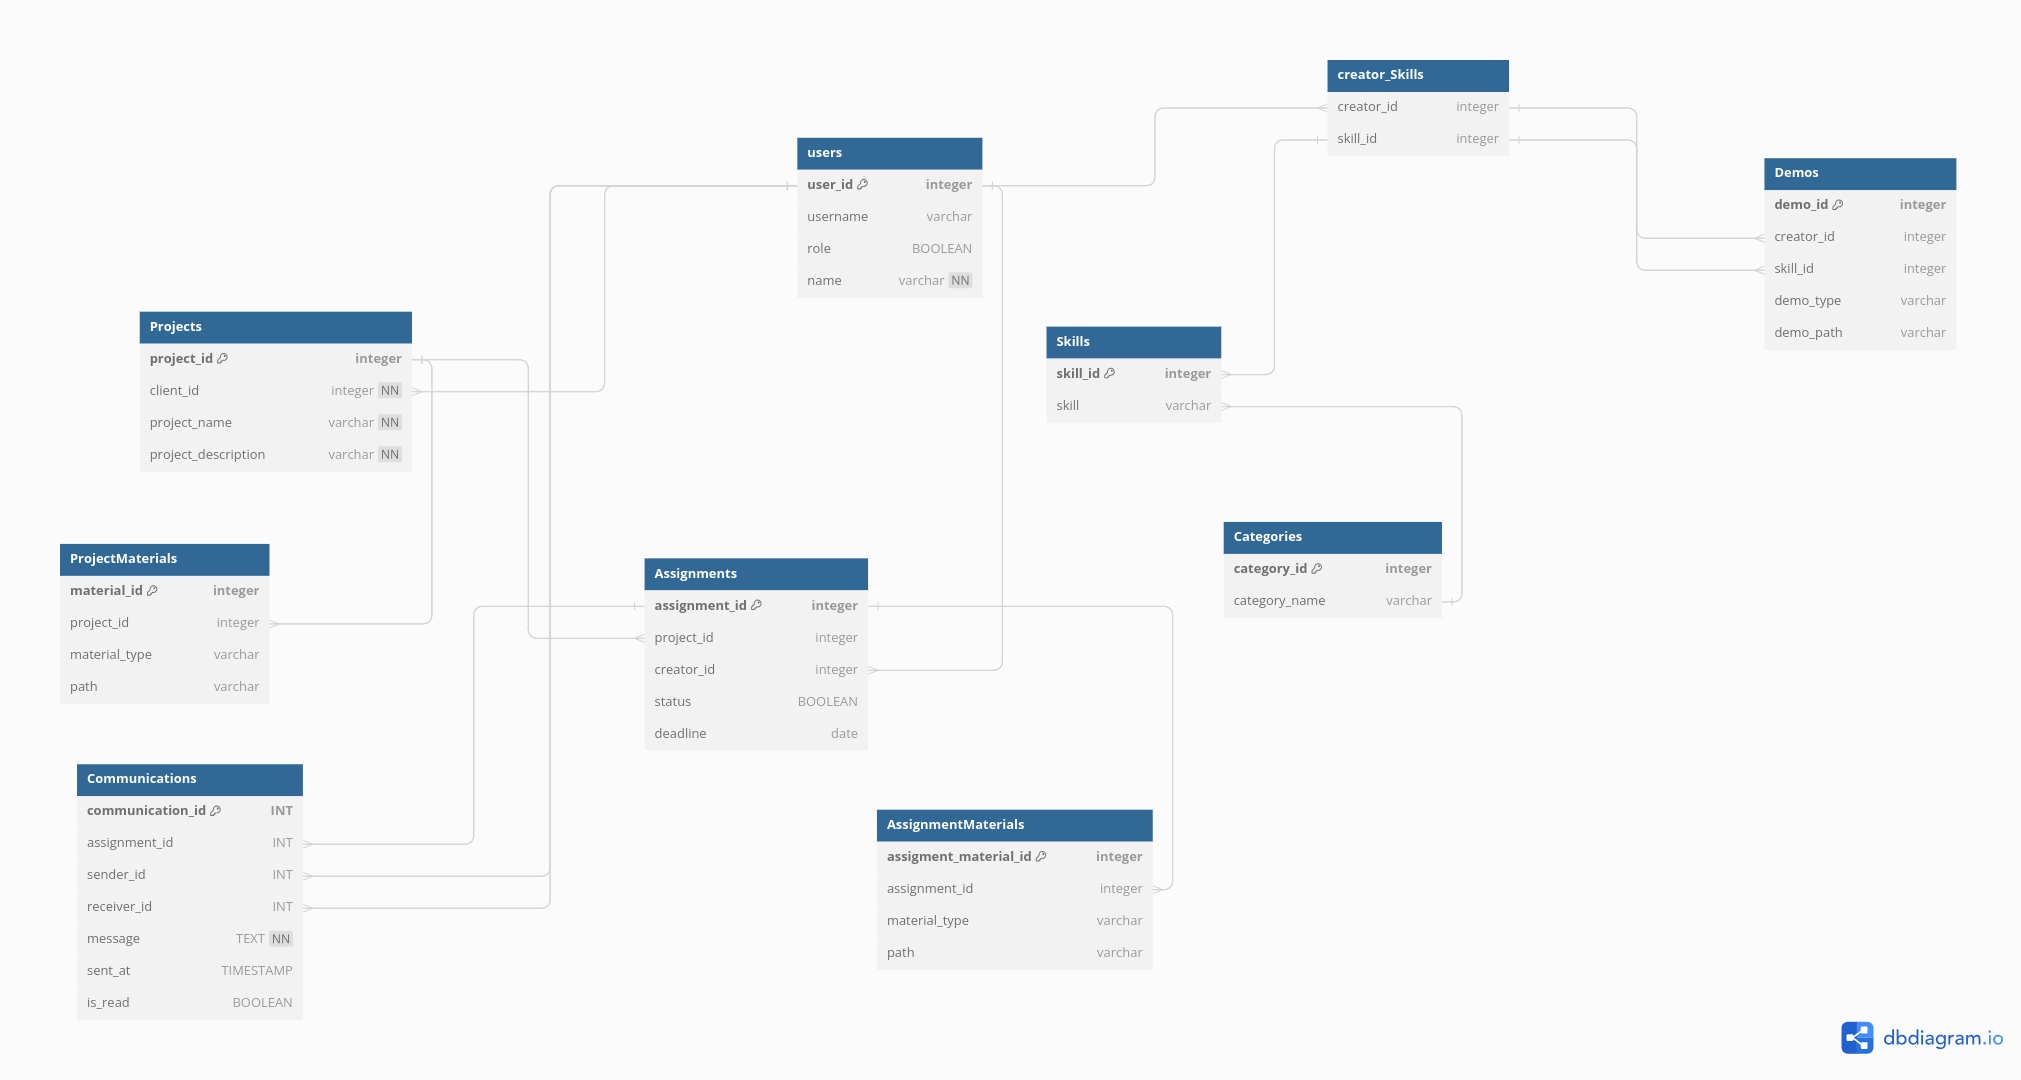 creator_Skills
creator_id integer
skill_id integer
users
user_id integer
username varchar
role BOOLEAN
name varchar NN
Demos
demo_id integer
creator_id integer
skill_id integer
demo_type varchar
demo_path varchar
Projects
project_id integer
client_id integer NN
project_name varchar NN
project_description varchar NN
Skills
skill_id integer
skill varchar
Categories
category_id integer
category_name varchar
ProjectMaterials
material_id integer
project_id integer
material_type varchar
path varchar
Assignments
assignment_id integer
project_id integer
creator_id integer
status BOOLEAN
deadline date
Communications
communication_id INT
assignment_id INT
sender_id INT
receiver_id INT
message TEXT NN
sent_at TIMESTAMP
is_read BOOLEAN
AssignmentMaterials
assigment_material_id integer
assignment_id integer
material_type varchar
path varchar
dbdiagram.io